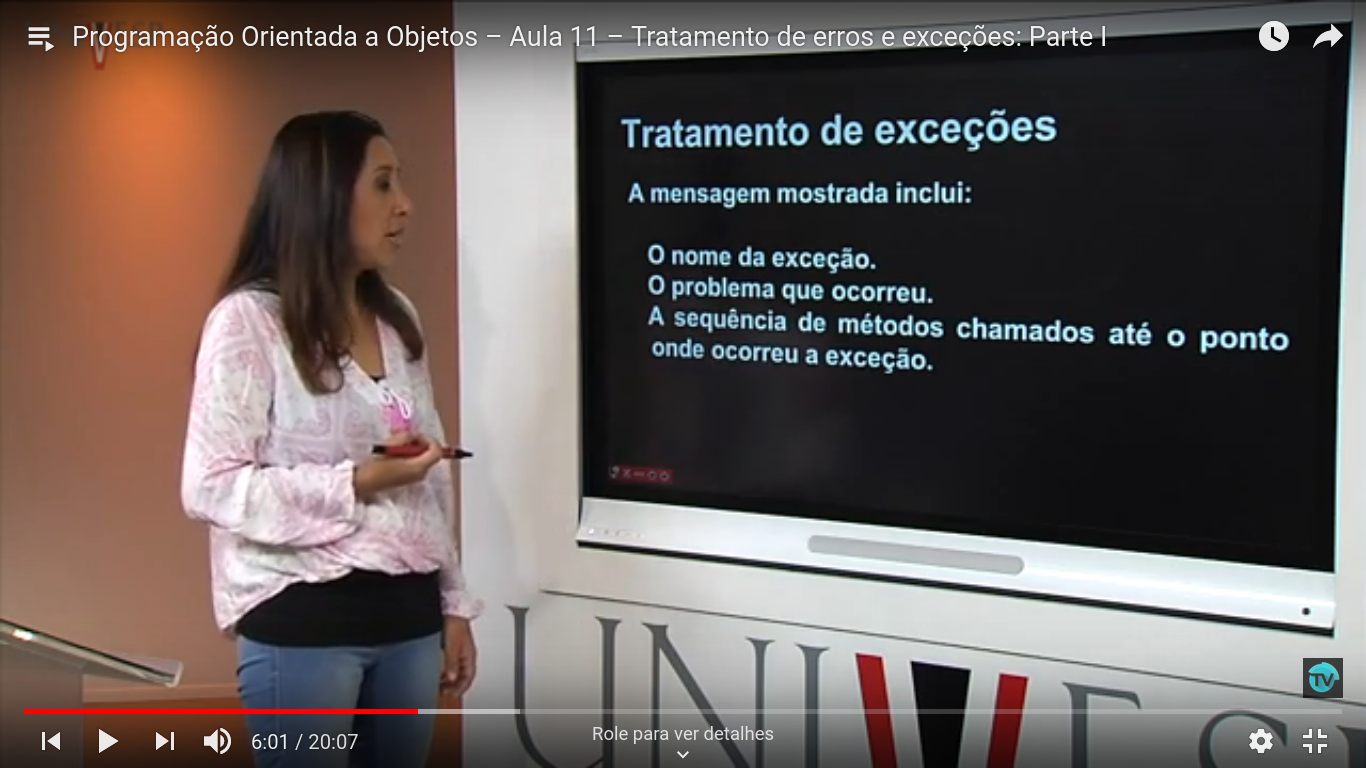 Programação Orientada a Objetos – Aula 11 – Tratamento de erros e exceções: Parte I
Tratamento de exceções
A mensagem mostrada inclui:
O nome da exceção.
O problema que ocorreu.
A sequência de métodos chamados até o ponto
onde ocorreu a exceção.
TV
UNIVES
6:01 / 20:07
Role para ver detalhes